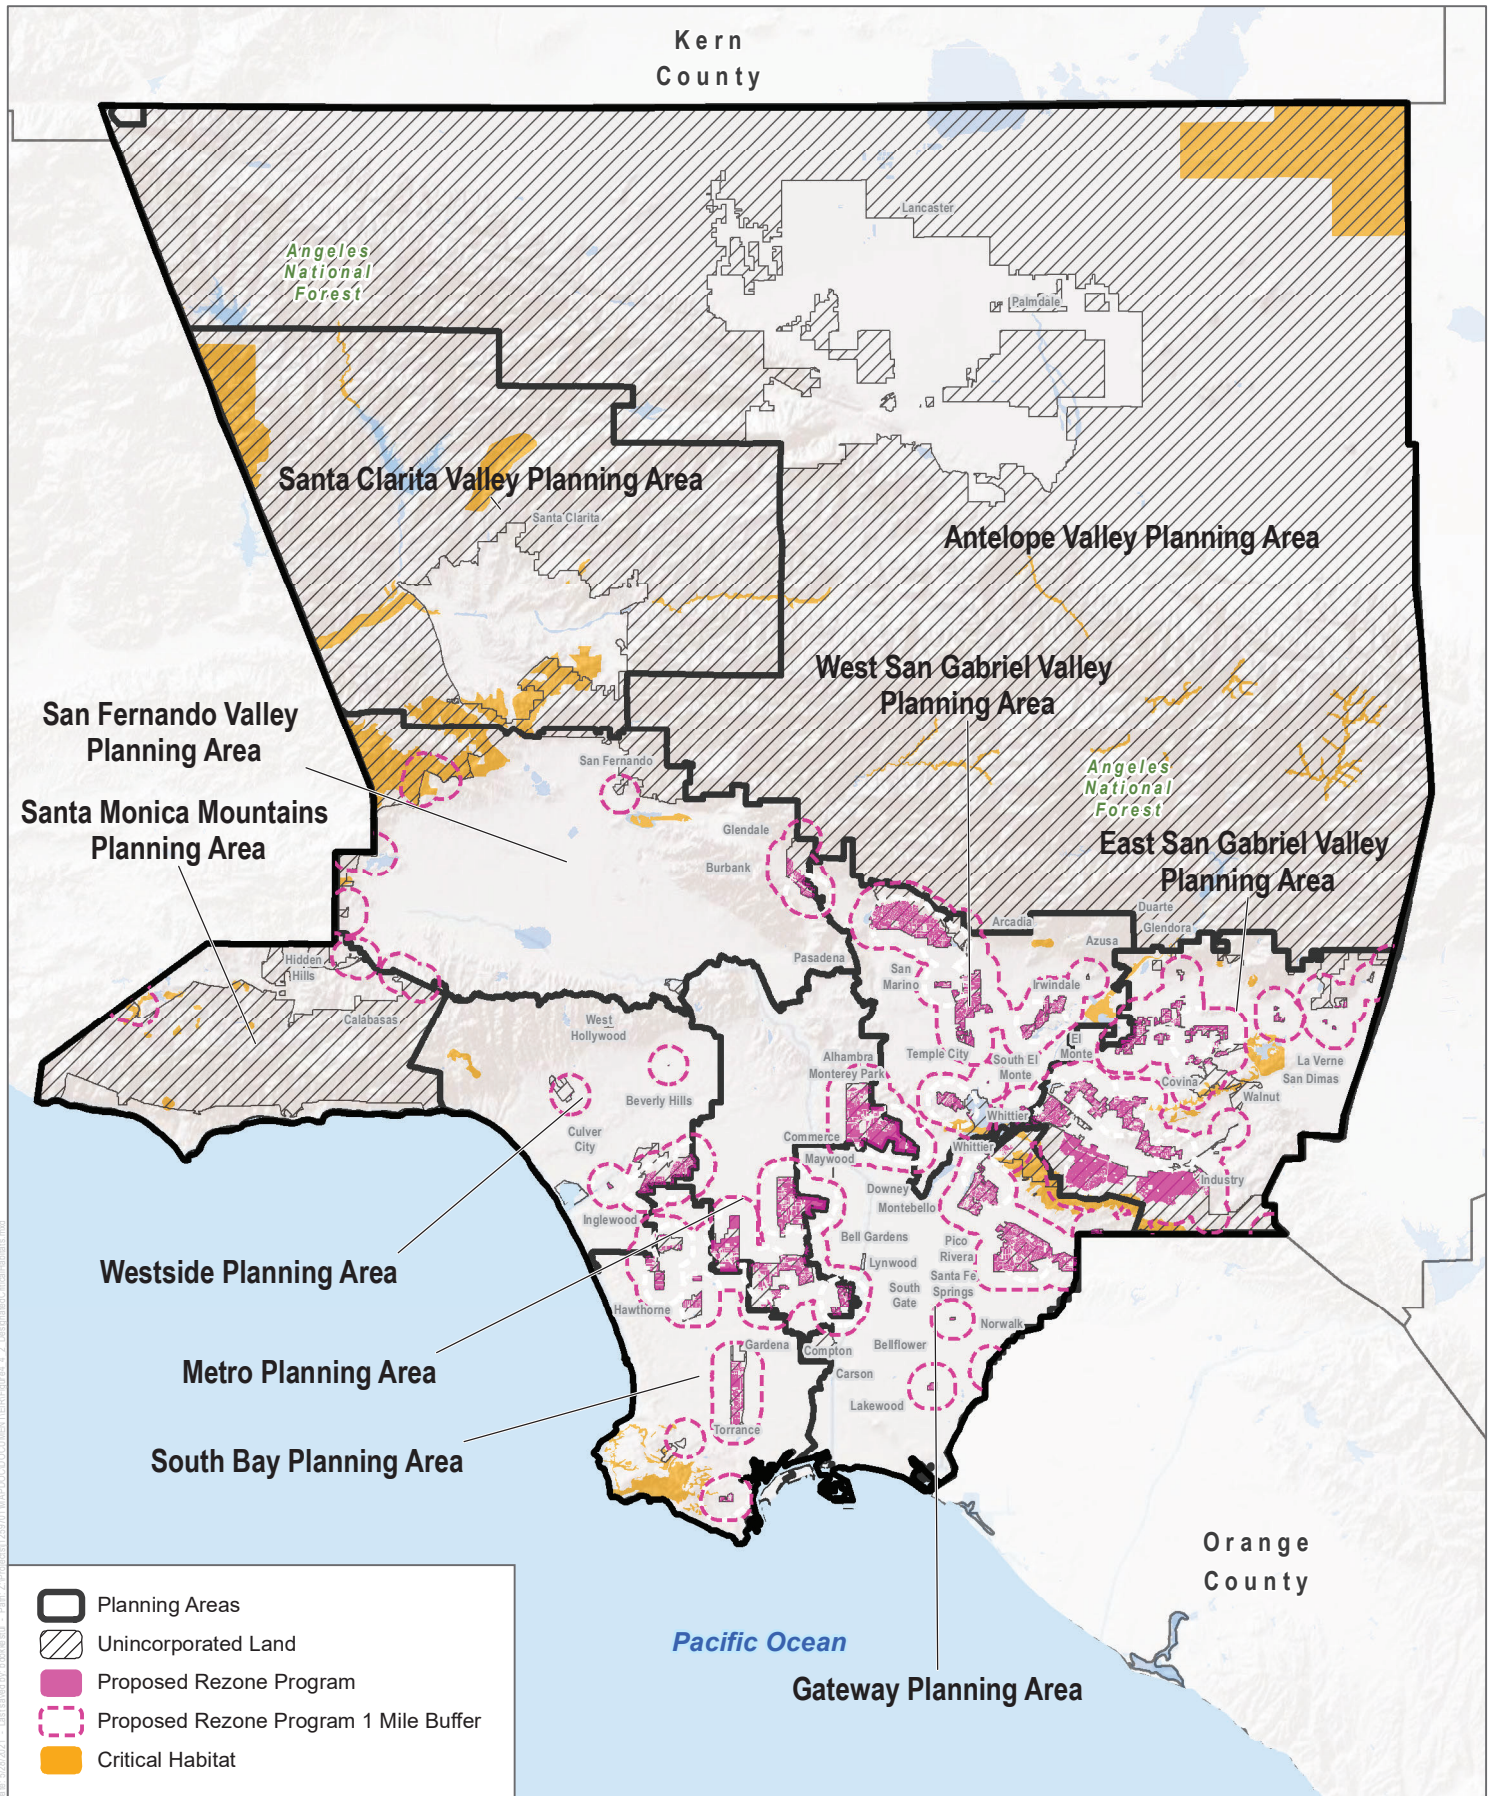 Kern
County
Lancaster
Angeles
National
Forest
Palmdale
Santa Clarita Valley Planning Area
Santa Clarita
Antelope Valley Planning Area
West San Gabriel Valley
Planning Area
San Fernando Valley
Planning Area
San Fernando
Angeles
National
Forest
Santa Monica Mountains
Planning Area
Glendale
Burbank
East San Gabriel Valley
Planning Area
Duarte
Glendora
Arcadia
Azusa
Pasadena
Hidden
Hills
San
Marino
Irwindale
Calabasas
West
Hollywood
El
Monte
Temple City
South El
Monte
Alhambra
Monterey Park
La Verne
San Dimas
Covina
Walnut
Beverly Hills
Whittier
Culver
City
Commerce
Maywood
Whittier
Industry
Downey
Montebello
Inglewood
Bell Gardens
Pico
Rivera
Lynwood
Westside Planning Area
South
Gate
Santa Fe
Springs
Hawthorne
Norwalk
Gardena
Compton
Bellflower
Metro Planning Area
Carson
Lakewood
Torrance
South Bay Planning Area
Orange
County
Pacific Ocean
Gateway Planning Area
Planning Areas
Unincorporated Land
Proposed Rezone Program
Proposed Rezone Program 1 Mile Buffer
Critical Habitat